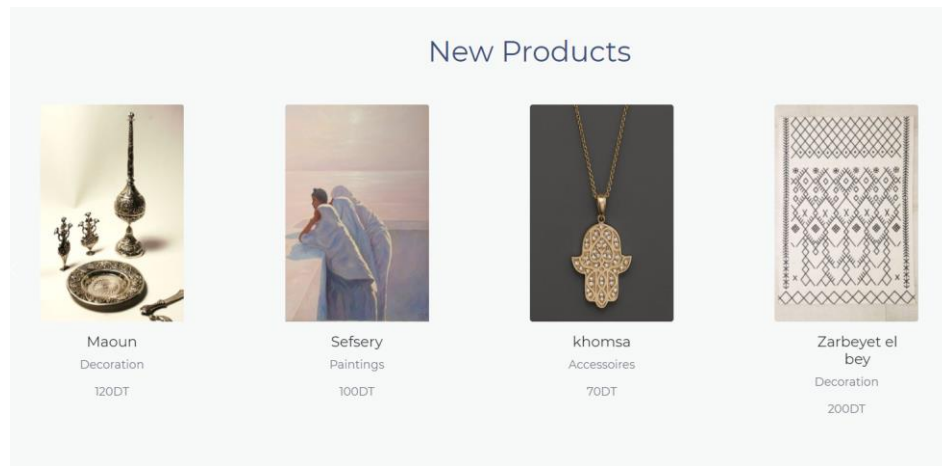 New Products
Maoun
Decoration
120DT
Sefsery
Paintings
100DT
khomsa
Accessoires
70DT
Zarbeyet el
bey
Decoration
200DT